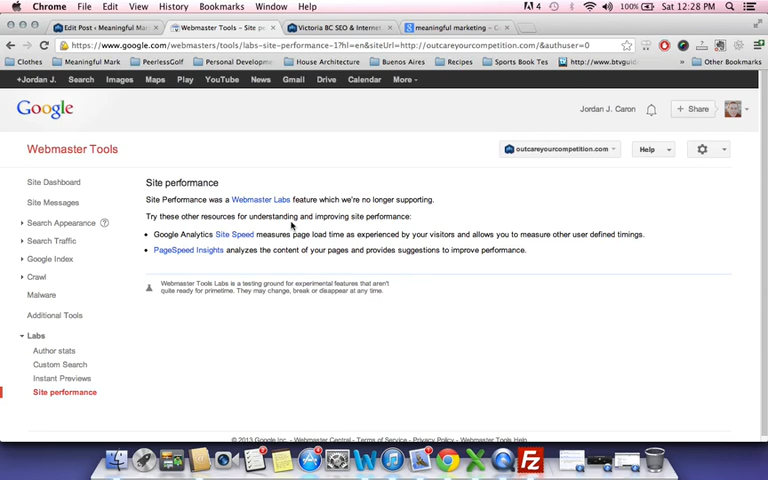 Chrome File Edit View History Bookmarks Window Help 4 100% Sat 12:28 PM
Edit Post ‹ Meaningful Mar Webmaster Tools - Site pe Victoria BC SEO & Internet meaningful marketing -
https://www.google.com/webmasters/tools/labs-site-performance-1?hl=en&siteUrl=http://outcareyourcompetition.com/&authuser=0
Clothes Meaningful Mark PeerlessGolf Personal Developm House Architecture Buenos Aires Recipes Sports Book Tes http://www.btvguid » Other Bookmarks
+Jordan J. Search Images Maps Play YouTube News Gmail Drive Calendar More
Google Jordan J. Caron + Share
Webmaster Tools outcareyourcompetition.com Help
Site Dashboard
Site Messages
Search Appearance ?
Search Traffic
Google Index
Crawl
Malware
Additional Tools
Labs
Author stats
Custom Search
Instant Previews
Site performance
Site performance
Site Performance was a Webmaster Labs feature which we're no longer supporting.
Try these other resources for understanding and improving site performance:
• Google Analytics Site Speed measures page load time as experienced by your visitors and allows you to measure other user defined timings.
• PageSpeed Insights analyzes the content of your pages and provides suggestions to improve performance.
Webmaster Tools Labs is a testing ground for experimental features that aren't
quite ready for primetime. They may change, break or disappear at any time.
© 2013 Google Inc. - Webmaster Central - Terms of Service - Privacy Policy - Webmaster Tools Help